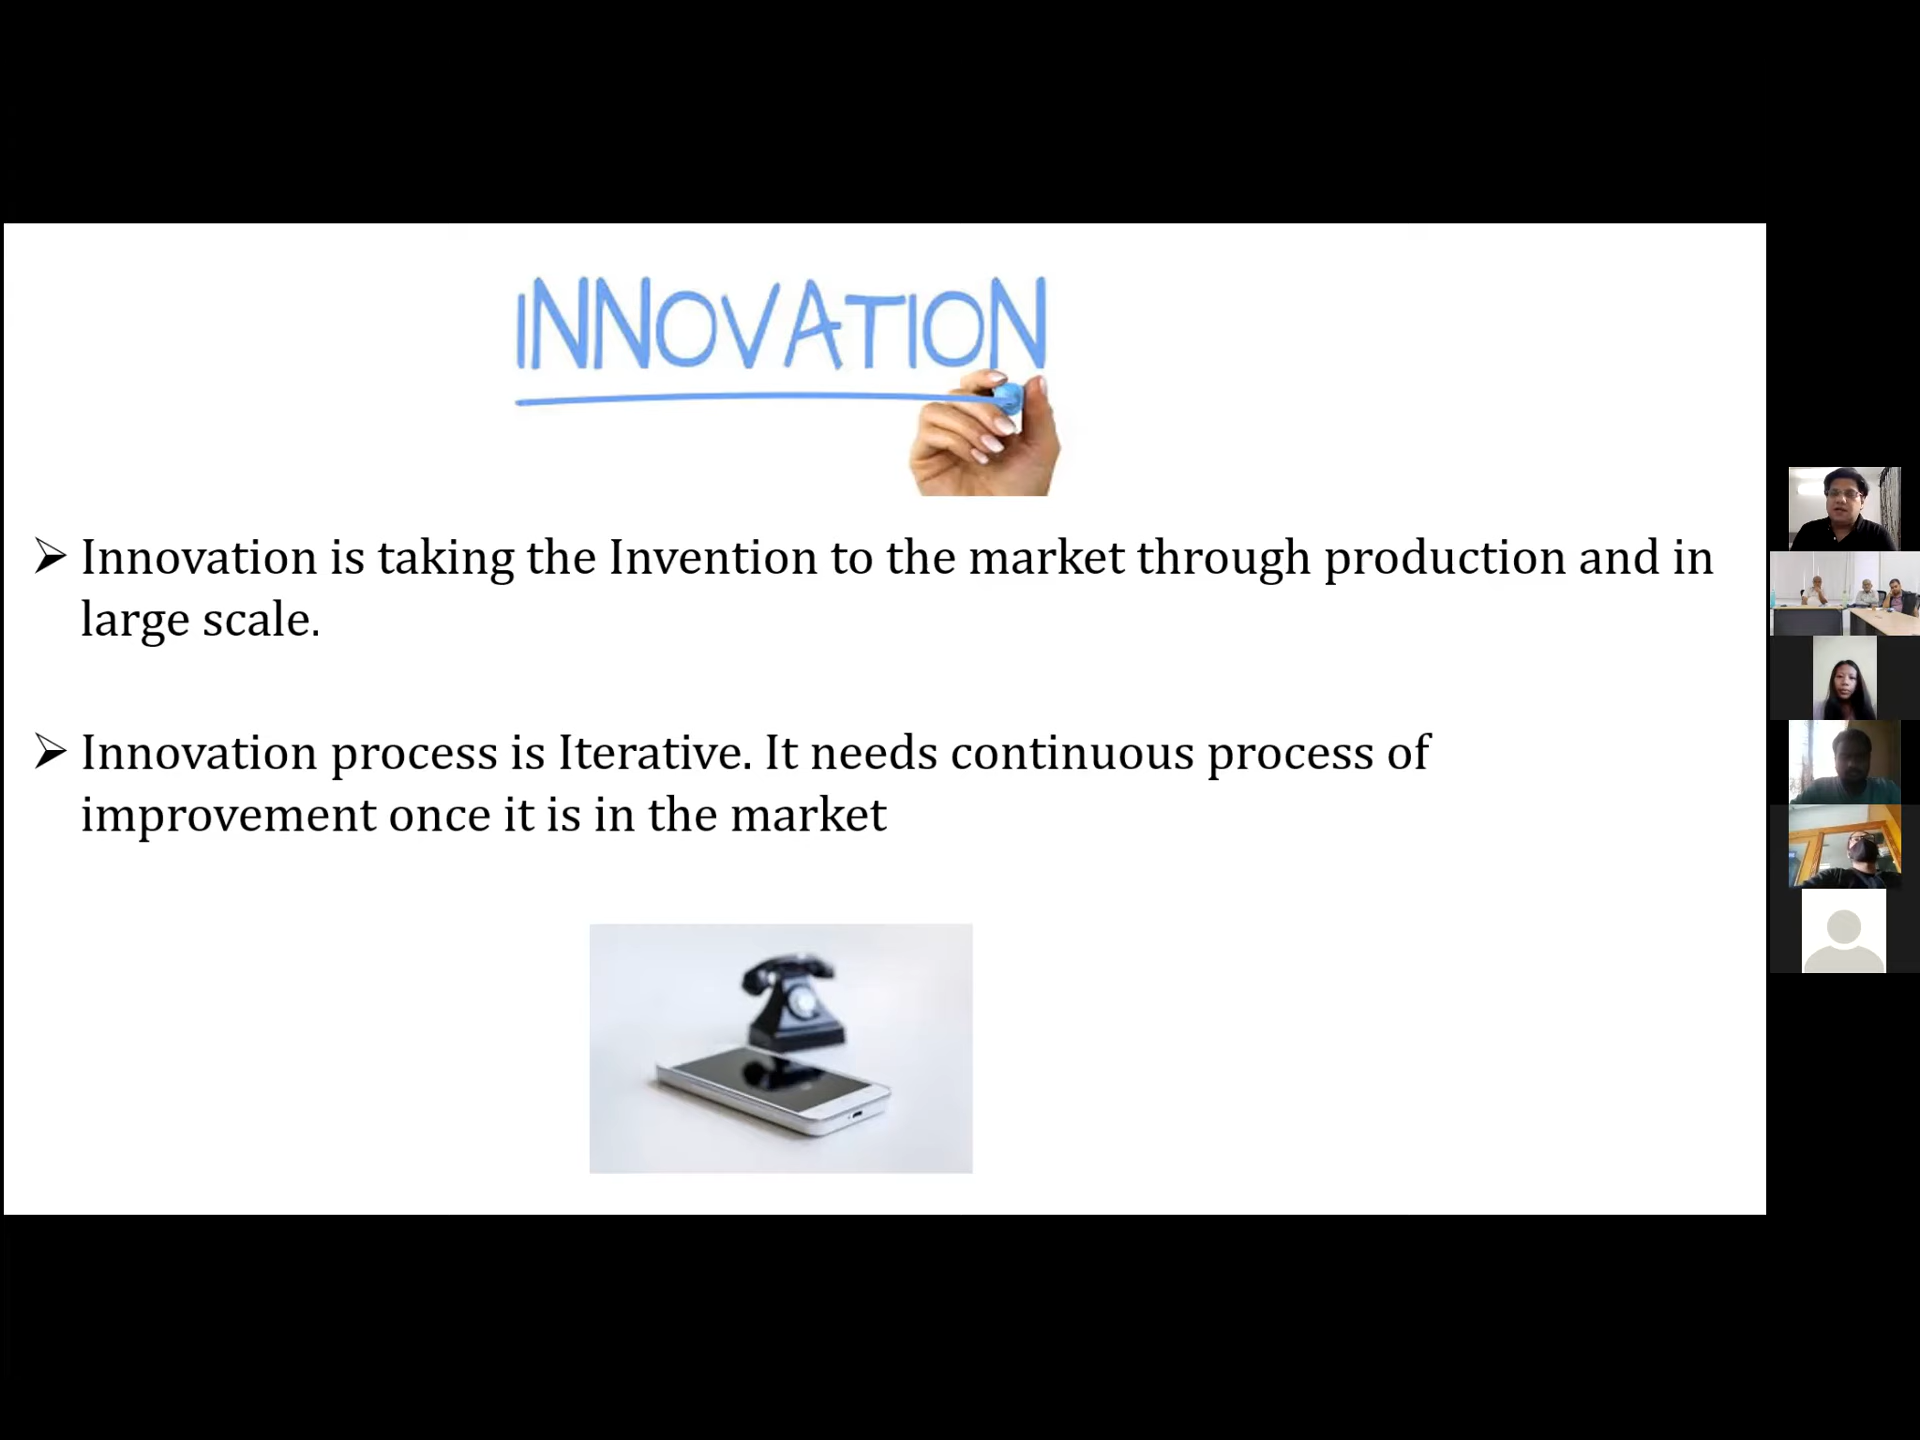 INNOVATION
➢ Innovation is taking the Invention to the market through production and in
large scale.
➢ Innovation process is Iterative. It needs continuous process of
improvement once it is in the market